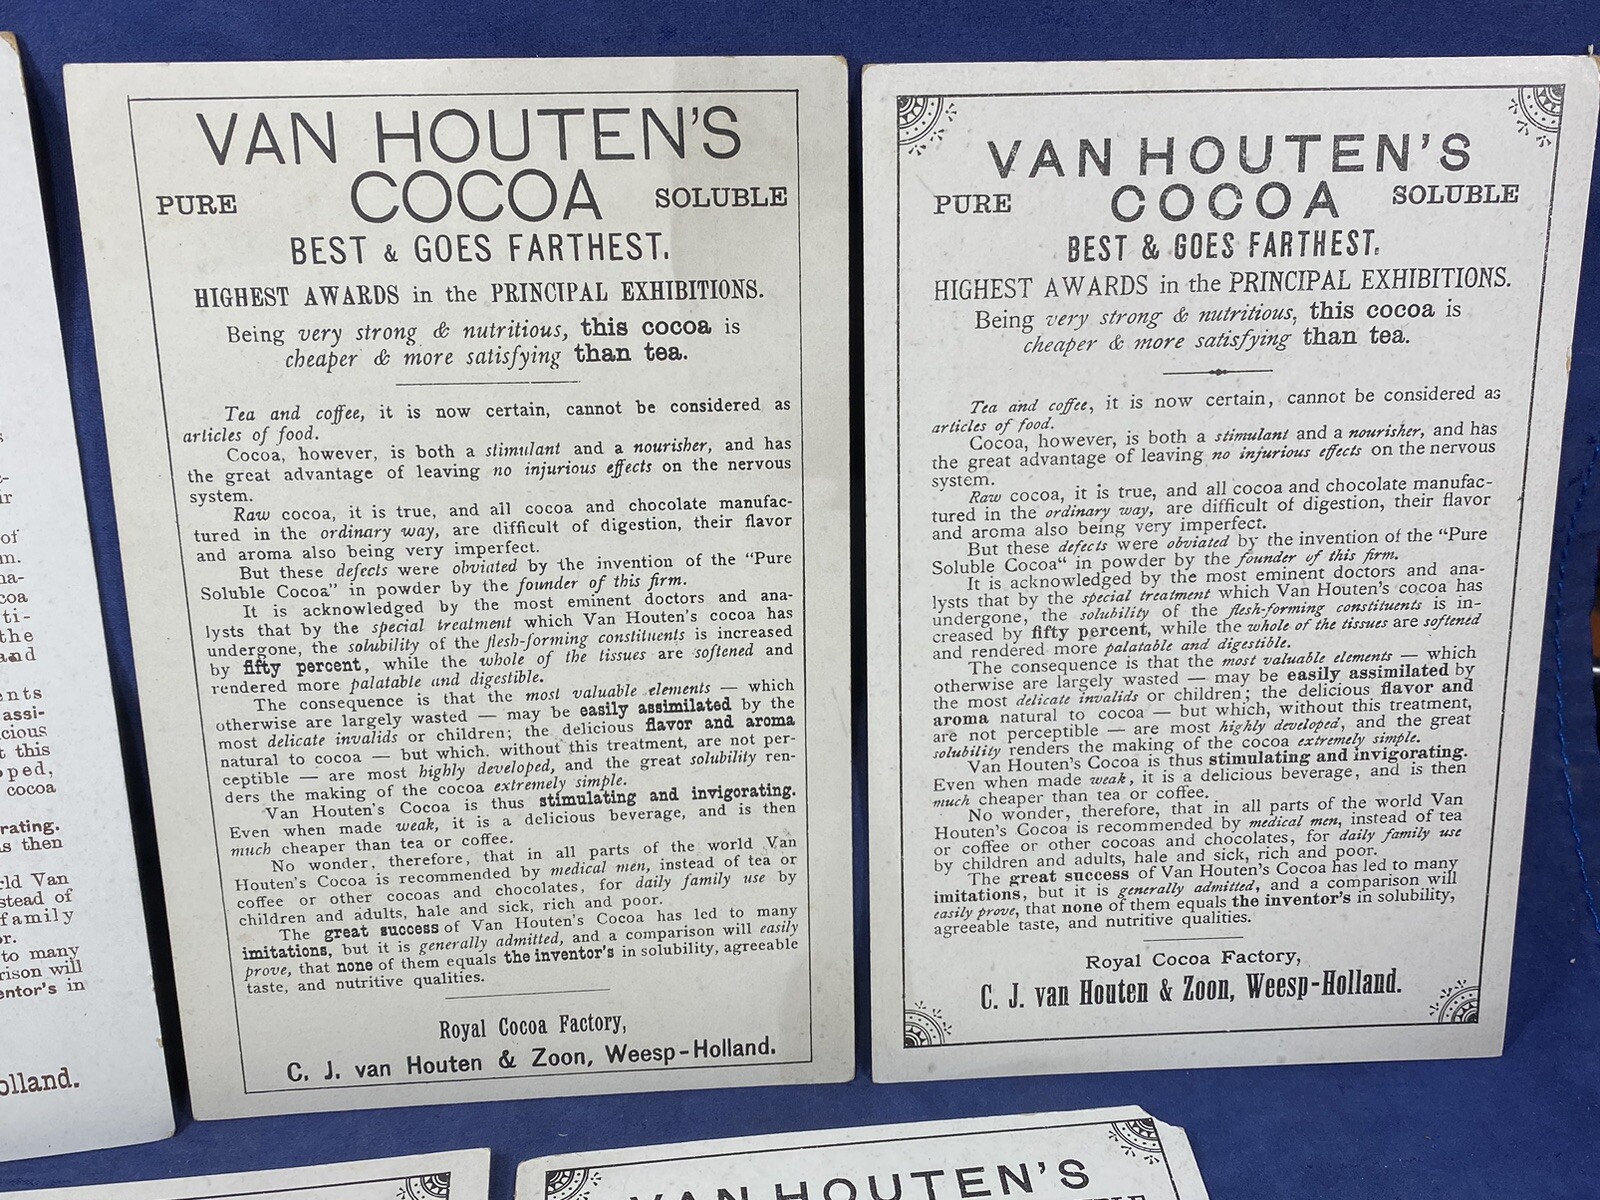 ir
of
m.
na-
coa
ti-
the
and
ents
assi-
cious
t this
oped,
cocoa
rating.
is then
rld Van
stead of
family
or.
to many
rison will
entor's in
olland.
VAN HOUTEN'S
PURE COCOA SOLUBLE
BEST & GOES FARTHEST.
HIGHEST AWARDS in the PRINCIPAL EXHIBITIONS.
Being very strong & nutritious, this cocoa is
cheaper & more satisfying than tea.
Tea and coffee, it is now certain, cannot be considered as
articles of food.
Cocoa, however, is both a stimulant and a nourisher, and has
the great advantage of leaving no injurious effects on the nervous
system.
Raw cocoa, it is true, and all cocoa and chocolate manufac-
tured in the ordinary way, are difficult of digestion, their flavor
and aroma also being very imperfect.
But these defects were obviated by the invention of the "Pure
Soluble Cocoa" in powder by the founder of this firm.
It is acknowledged by the most eminent doctors and ana-
lysts that by the special treatment which Van Houten's cocoa has
undergone, the solubility of the flesh-forming constituents is increased
by fifty percent, while the whole of the tissues are softened and
rendered more palatable and digestible.
The consequence is that the most valuable elements — which
otherwise are largely wasted — may be easily assimilated by the
most delicate invalids or children; the delicious flavor and aroma
natural to cocoa — but which. without this treatment, are not per-
ceptible — are most highly developed, and the great solubility ren-
ders the making of the cocoa extremely simple.
Van Houten's Cocoa is thus stimulating and invigorating.
Even when made weak, it is a delicious beverage, and is then
much cheaper than tea or coffee.
No wonder, therefore, that in all parts of the world Van
Houten's Cocoa is recommended by medical men, instead of tea or
coffee or other cocoas and chocolates, for daily family use by
children and adults, hale and sick, rich and poor.
The great success of Van Houten's Cocoa has led to many
imitations, but it is generally admitted, and a comparison will easily
prove, that none of them equals the inventor's in solubility, agreeable
taste, and nutritive qualities.
Royal Cocoa Factory,
C. J. van Houten & Zoon, Weesp-Holland.
VAN HOUTEN'S
PURE COCOA SOLUBLE
BEST & GOES FARTHEST.
HIGHEST AWARDS in the PRINCIPAL EXHIBITIONS.
Being very strong & nutritious, this cocoa is
cheaper & more satisfying than tea.
Tea and coffee, it is now certain, cannot be considered as
articles of food.
Cocoa, however, is both a stimulant and a nourisher, and has
the great advantage of leaving no injurious effects on the nervous
system.
Raw cocoa, it is true, and all cocoa and chocolate manufac-
tured in the ordinary way, are difficult of digestion, their flavor
and aroma also being very imperfect.
But these defects were obviated by the invention of the "Pure
Soluble Cocoa“ in powder by the founder of this firm.
It is acknowledged by the most eminent doctors and ana-
lysts that by the special treatment which Van Houten's cocoa has
undergone, the solubility of the flesh-forming constituents is in-
creased by fifty percent, while the whole of the tissues are softened
and rendered more palatable and digestible.
The consequence is that the most valuable elements — which
otherwise are largely wasted — may be easily assimilated by
the most delicate invalids or children; the delicious flavor and
aroma natural to cocoa — but which, without this treatment,
are not perceptible — are most highly developed, and the great
solubility renders the making of the cocoa extremely simple.
Van Houten's Cocoa is thus stimulating and invigorating.
Even when made weak, it is a delicious beverage, and is then
much cheaper than tea or coffee.
No wonder, therefore, that in all parts of the world Van
Houten's Cocoa is recommended by medical men, instead of tea
or coffee or other cocoas and chocolates, for daily family use
by children and adults, hale and sick, rich and poor.
The great success of Van Houten's Cocoa has led to many
imitations, but it is generally admitted, and a comparison will
easily prove, that none of them equals the inventor's in solubility,
agreeable taste, and nutritive qualities.
Royal Cocoa Factory,
C. J. van Houten & Zoon, Weesp-Holland.
VAN HOUTEN'S